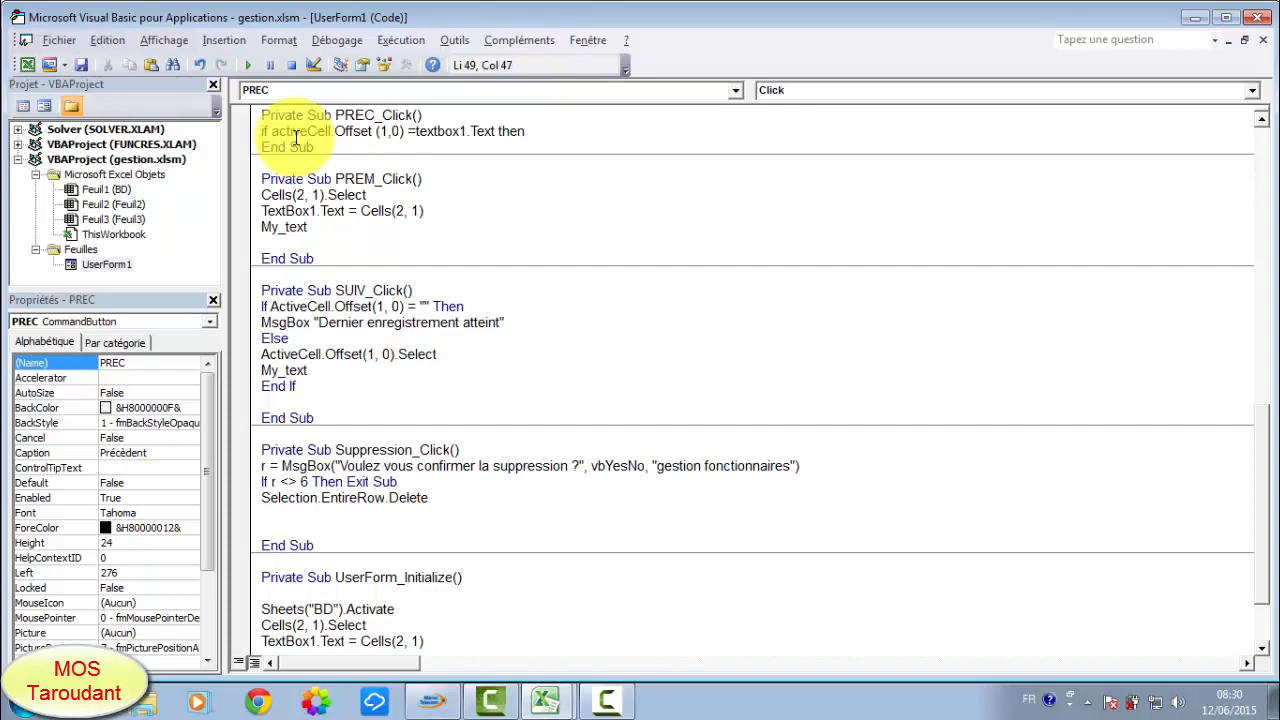 Microsoft Visual Basic pour Applications - gestion.xlsm - [UserForm1 (Code)]
Fichier Edition Affichage Insertion Format Débogage Exécution Outils Compléments Fenêtre ?
Tapez une question
Li 49, Col 47
Projet - VBAProject
PREC
Click
Solver (SOLVER.XLAM)
VBAProject (FUNCRES.XLAM)
VBAProject (gestion.xlsm)
Microsoft Excel Objets
Feuil1 (BD)
Feuil2 (Feuil2)
Feuil3 (Feuil3)
ThisWorkbook
Feuilles
UserForm1
Propriétés - PREC
PREC CommandButton
Alphabétique Par catégorie
(Name) PREC
Accelerator
AutoSize False
BackColor &H8000000F&
BackStyle 1 - fmBackStyleOpaqu
Cancel False
Caption Précédent
ControlTipText
Default False
Enabled True
Font Tahoma
ForeColor &H80000012&
Height 24
HelpContextID 0
Left 276
Locked False
MouseIcon (Aucun)
MousePointer 0 - fmMousePointerDe
Picture (Aucun)
Private Sub PREC_Click()
if activeCell.Offset (1,0) =textbox1.Text then
End Sub
Private Sub PREM_Click()
Cells(2, 1).Select
TextBox1.Text = Cells(2, 1)
My_text
End Sub
Private Sub SUIV_Click()
If ActiveCell.Offset(1, 0) = "" Then
MsgBox "Dernier enregistrement atteint"
Else
ActiveCell.Offset(1, 0).Select
My_text
End If
End Sub
Private Sub Suppression_Click()
r = MsgBox("Voulez vous confirmer la suppression ?", vbYesNo, "gestion fonctionnaires")
If r <> 6 Then Exit Sub
Selection.EntireRow.Delete
End Sub
Private Sub UserForm_Initialize()
Sheets("BD").Activate
Cells(2, 1).Select
TextBox1.Text = Cells(2, 1)
MOS
Taroudant
FR
08:30
12/06/2015